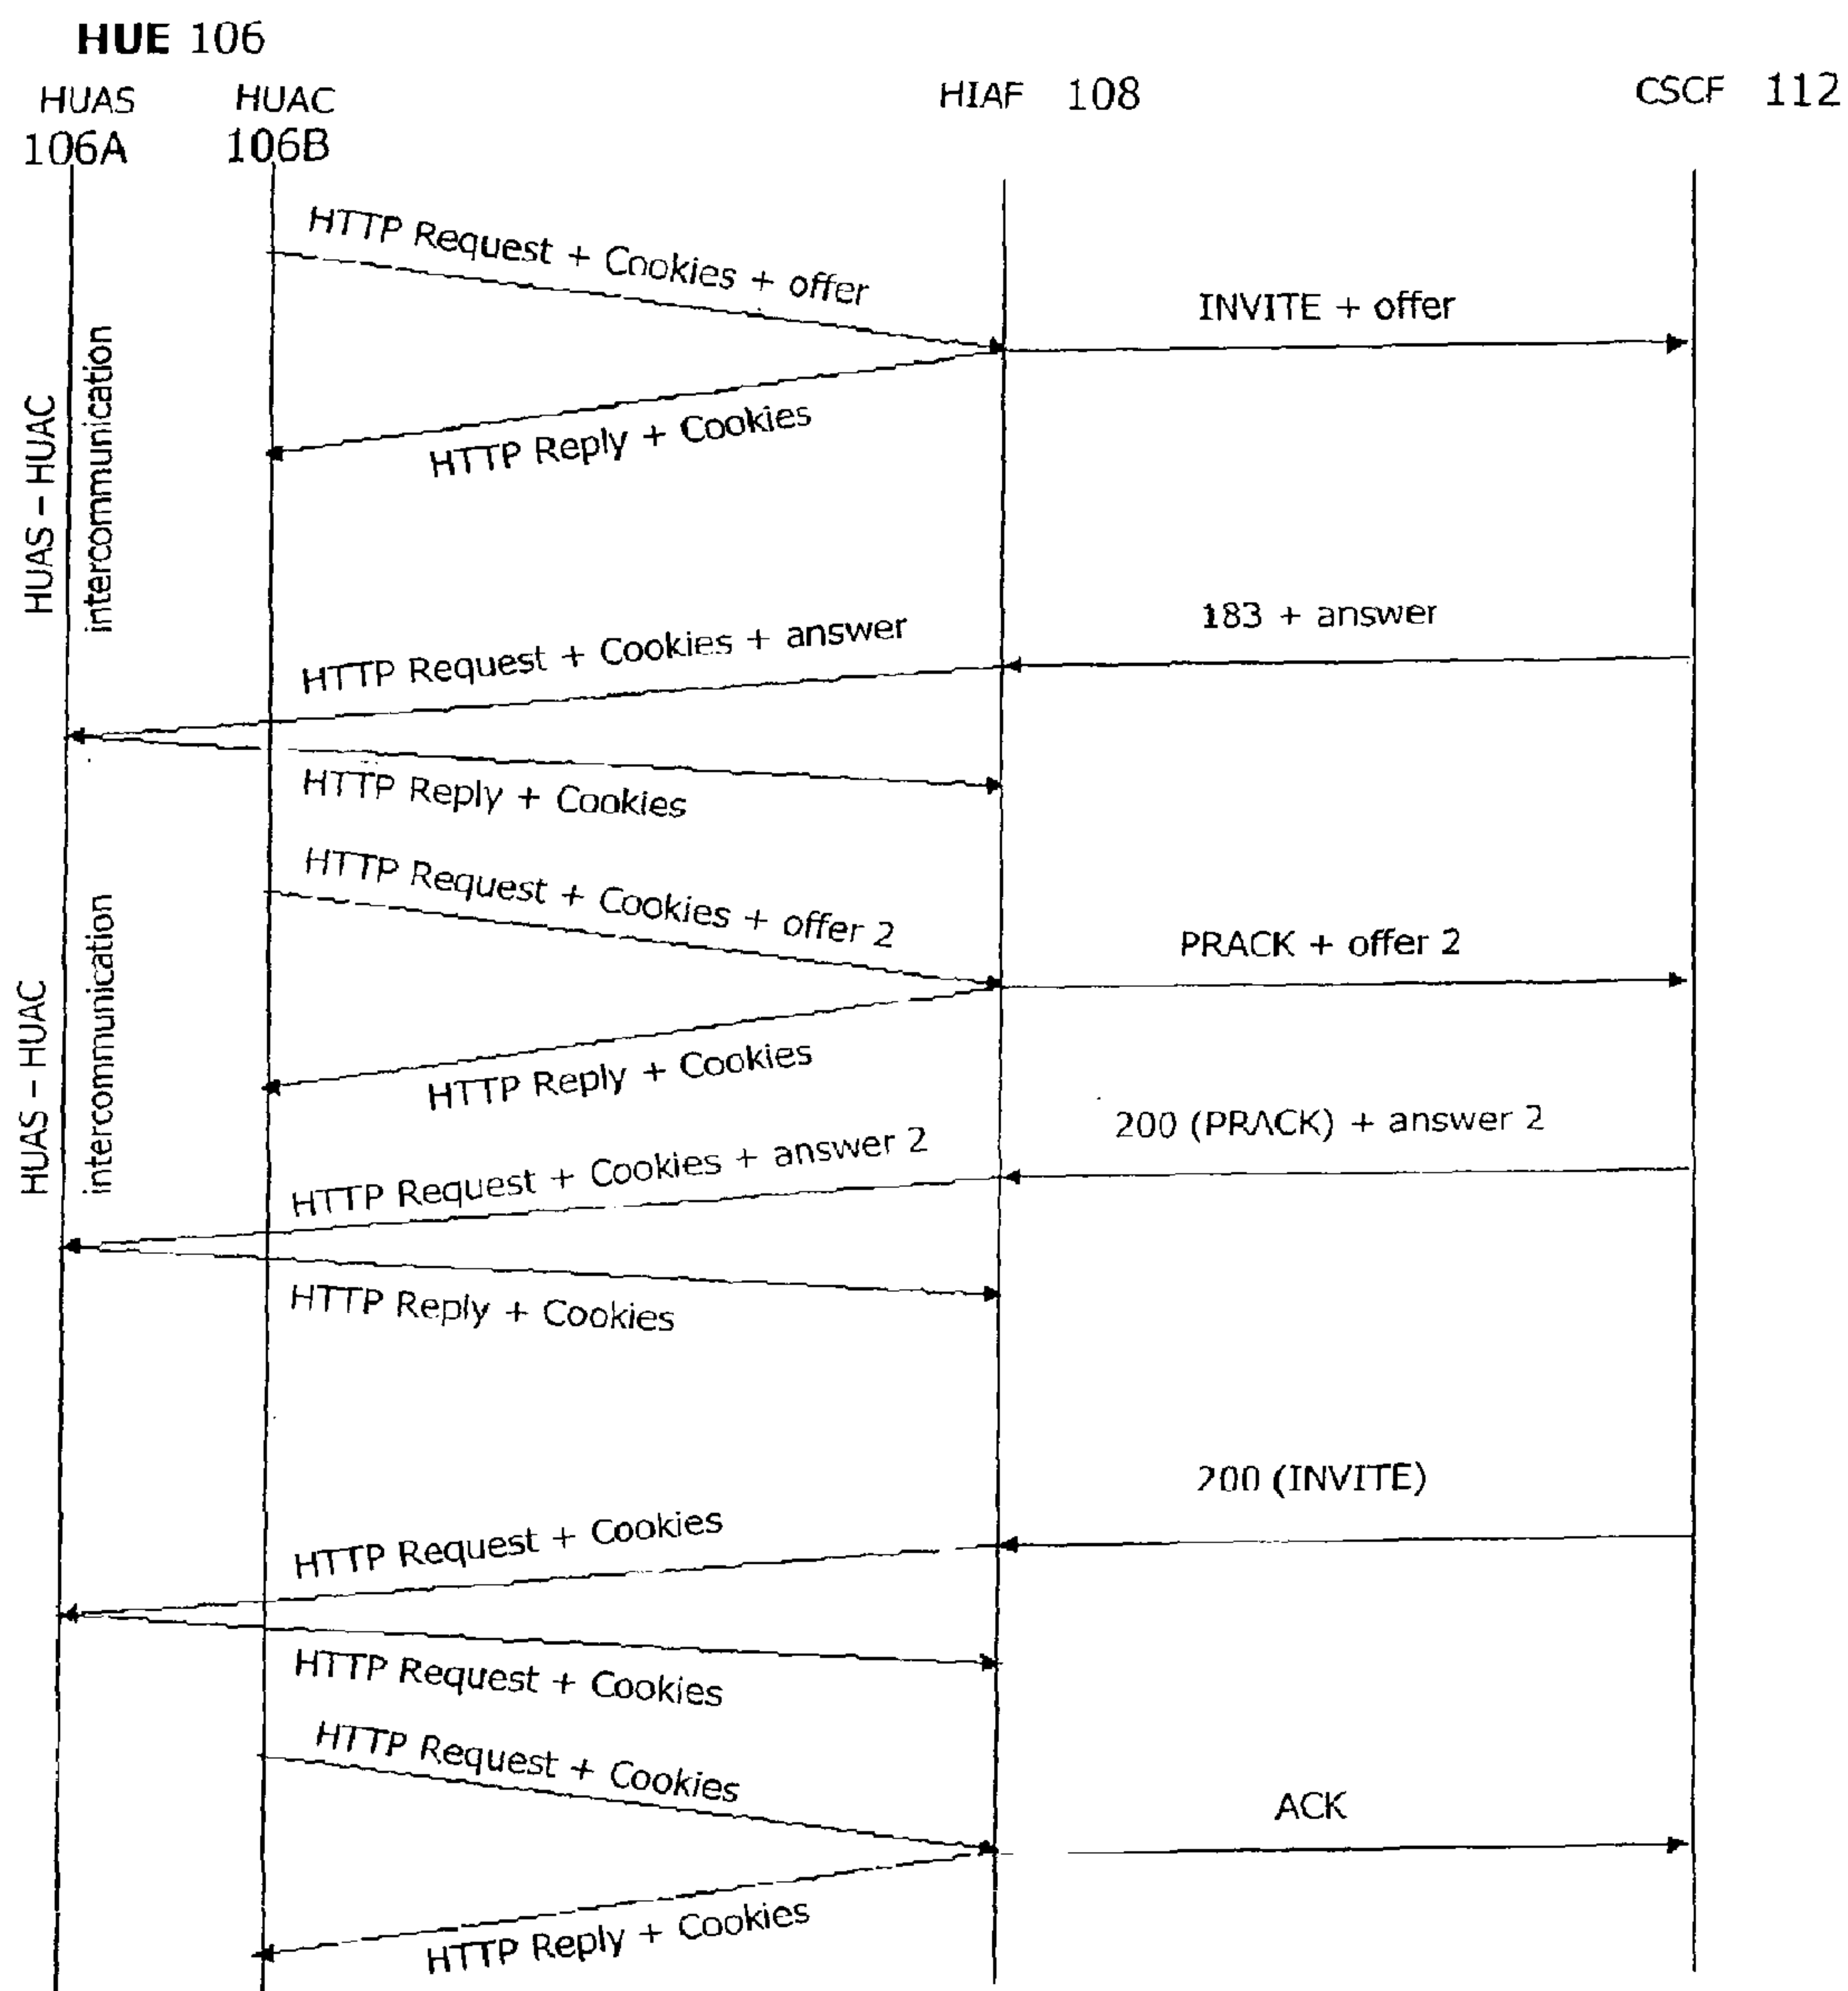 HUE 106
HUAS
106A
HUAC
106B
HIAF 108
CSCF 112
HTTP Request + Cookies + offer
INVITE + offer
HTTP Reply + Cookies
HUAS – HUAC
intercommunication
183 + answer
HTTP Request + Cookies + answer
HTTP Reply + Cookies
HTTP Request + Cookies + offer 2
PRACK + offer 2
HTTP Reply + Cookies
HUAS – HUAC
intercommunication
200 (PRACK) + answer 2
HTTP Request + Cookies + answer 2
HTTP Reply + Cookies
200 (INVITE)
HTTP Request + Cookies
HTTP Request + Cookies
HTTP Request + Cookies
ACK
HTTP Reply + Cookies